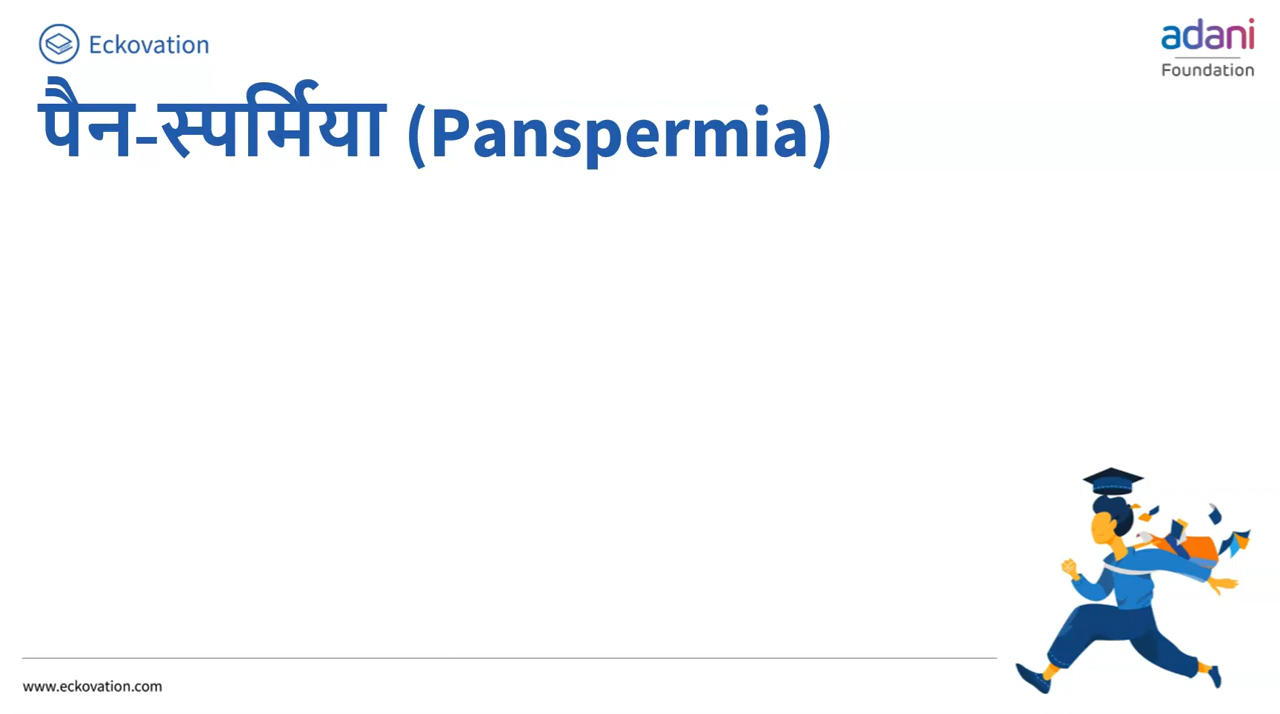 Eckovation
adani
Foundation
पैन-स्पर्मिया (Panspermia)
www.eckovation.com